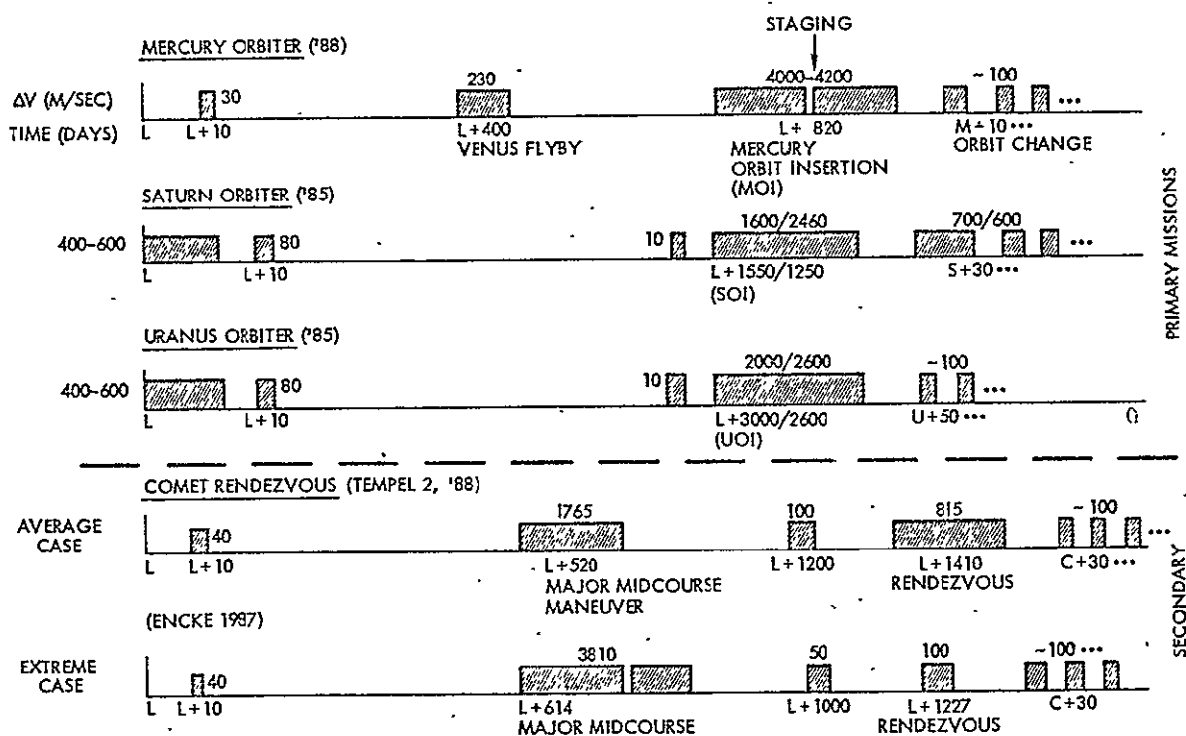 STAGING
MERCURY ORBITER ('88)
ΔV (M/SEC)
30
230
4000-4200
~ 100
•••
TIME (DAYS)
L
L+10
L+400
L+ 820
M+10•••
VENUS FLYBY
MERCURY
ORBIT INSERTION
(MOI)
ORBIT CHANGE
SATURN ORBITER ('85)
400-600
80
10
1600/2460
700/600
•••
L
L+10
L+1550/1250
S+30•••
(SOI)
PRIMARY MISSIONS
URANUS ORBITER ('85)
400-600
80
10
2000/2600
~100
•••
L
L+10
L+3000/2600
U+50•••
(UOI)
COMET RENDEZVOUS (TEMPEL 2, '88)
AVERAGE
CASE
40
1765
100
815
~ 100
•••
L
L+10
L+520
L+1200
L+1410
C+30•••
MAJOR MIDCOURSE
MANEUVER
RENDEZVOUS
SECONDARY
(ENCKE 1987)
EXTREME
CASE
40
3810
50
100
~100 •••
L
L+10
L+614
L+1000
L+1227
C+30
MAJOR MIDCOURSE
RENDEZVOUS